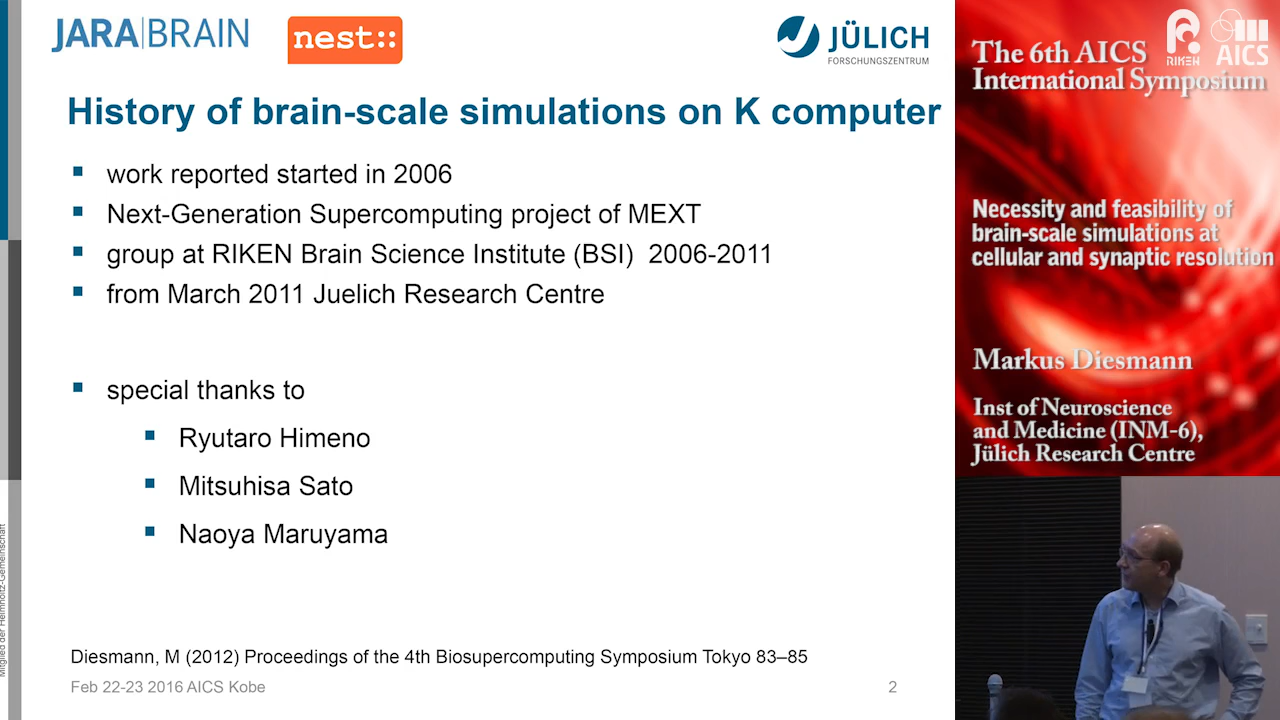 JARA|BRAIN
nest::
JÜLICH
FORSCHUNGSZENTRUM
History of brain-scale simulations on K computer
work reported started in 2006
Next-Generation Supercomputing project of MEXT
group at RIKEN Brain Science Institute (BSI) 2006-2011
from March 2011 Juelich Research Centre
special thanks to
Ryutaro Himeno
Mitsuhisa Sato
Naoya Maruyama
Diesmann, M (2012) Proceedings of the 4th Biosupercomputing Symposium Tokyo 83–85
Feb 22-23 2016 AICS Kobe
2
Mitglied der Helmholtz-Gemeinschaft
RIKEN
AICS
The 6th AICS
International Symposium
Necessity and feasibility of
brain-scale simulations at
cellular and synaptic resolution
Markus Diesmann
Inst of Neuroscience
and Medicine (INM-6),
Jülich Research Centre